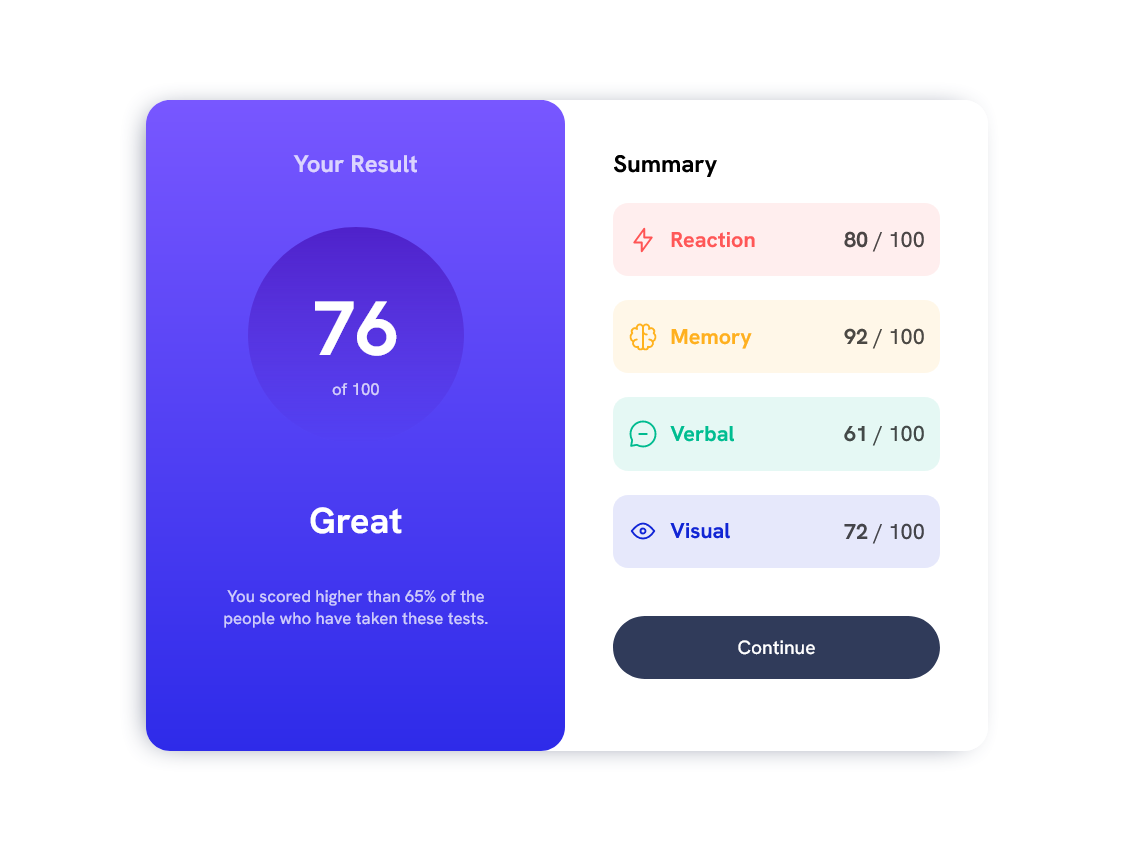 Your Result
76
of 100
Great
You scored higher than 65% of the
people who have taken these tests.
Summary
Reaction 80 / 100
Memory 92 / 100
Verbal 61 / 100
Visual 72 / 100
Continue